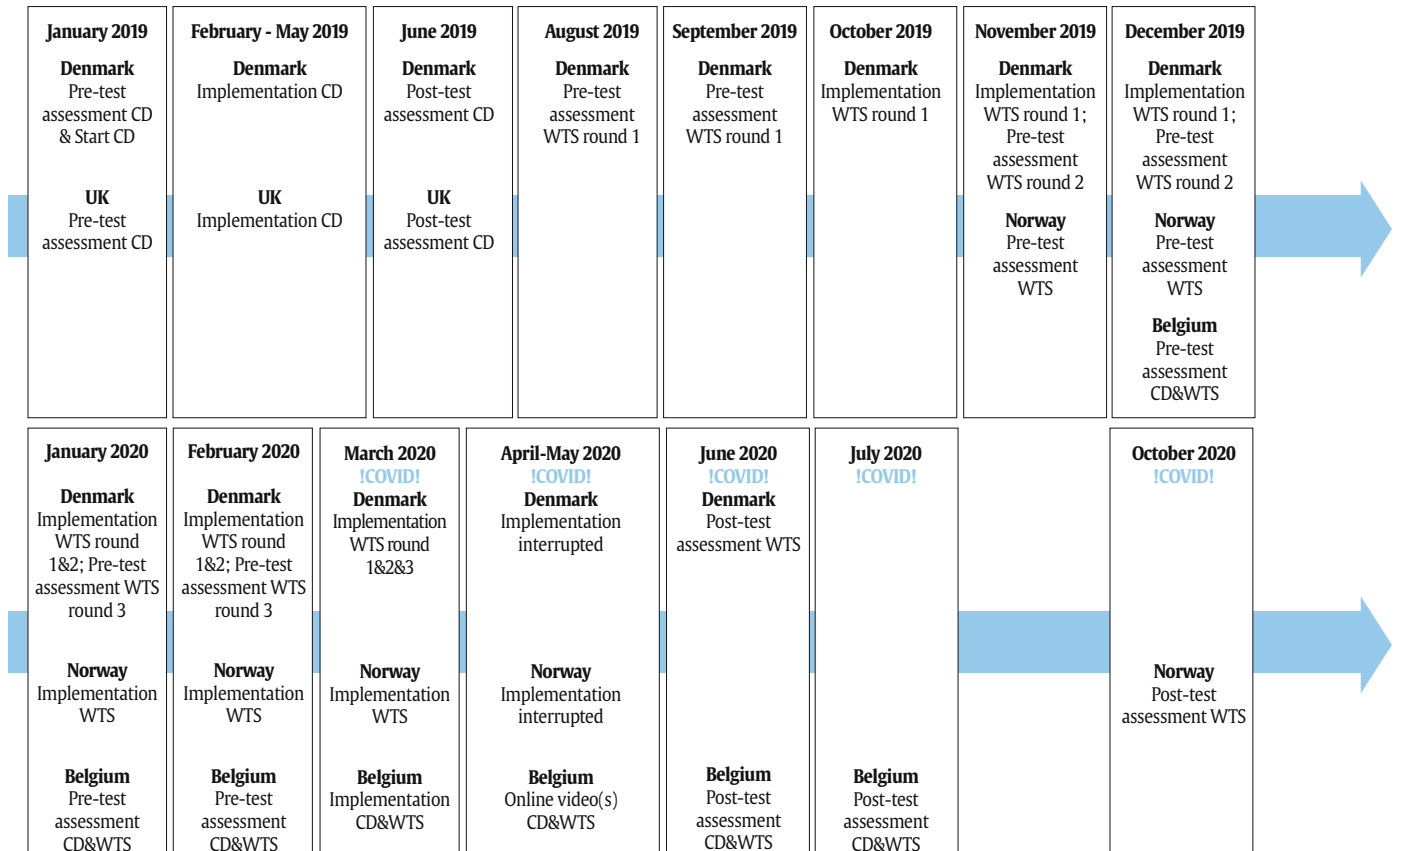 January 2019
Denmark
Pre-test
assessment CD
& Start CD
UK
Pre-test
assessment CD
February - May 2019
Denmark
Implementation CD
UK
Implementation CD
June 2019
Denmark
Post-test
assessment CD
UK
Post-test
assessment CD
August 2019
Denmark
Pre-test
assessment
WTS round 1
September 2019
Denmark
Pre-test
assessment
WTS round 1
October 2019
Denmark
Implementation
WTS round 1
November 2019
Denmark
Implementation
WTS round 1;
Pre-test
assessment
WTS round 2
Norway
Pre-test
assessment
WTS
December 2019
Denmark
Implementation
WTS round 1;
Pre-test
assessment
WTS round 2
Norway
Pre-test
assessment
WTS
Belgium
Pre-test
assessment
CD&WTS
January 2020
Denmark
Implementation
WTS round
1&2; Pre-test
assessment WTS
round 3
Norway
Implementation
WTS
Belgium
Pre-test
assessment
CD&WTS
February 2020
Denmark
Implementation
WTS round
1&2; Pre-test
assessment WTS
round 3
Norway
Implementation
WTS
Belgium
Pre-test
assessment
CD&WTS
March 2020
!COVID!
Denmark
Implementation
WTS round
1&2&3
Norway
Implementation
WTS
Belgium
Implementation
CD&WTS
April-May 2020
!COVID!
Denmark
Implementation
interrupted
Norway
Implementation
interrupted
Belgium
Online video(s)
CD&WTS
June 2020
!COVID!
Denmark
Post-test
assessment WTS
Belgium
Post-test
assessment
CD&WTS
July 2020
!COVID!
Belgium
Post-test
assessment
CD&WTS
October 2020
!COVID!
Norway
Post-test
assessment WTS